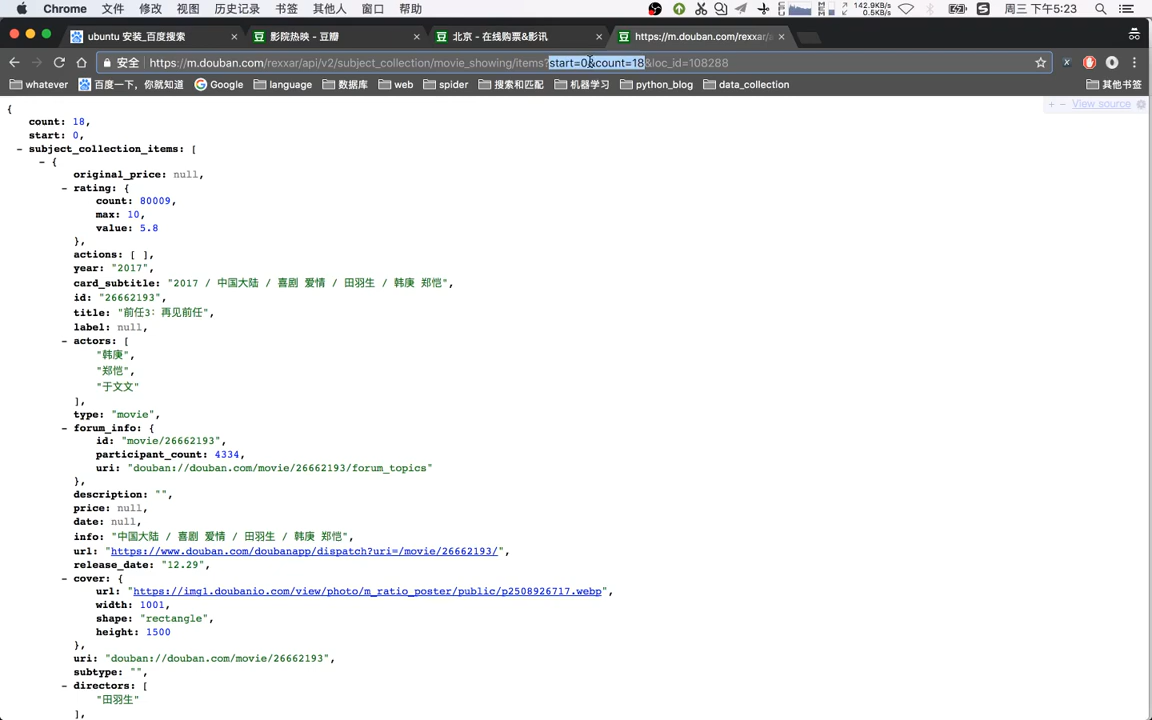 Chrome 文件 修改 视图 历史记录 书签 其他人 窗口 帮助 142.9KB/s 0.5KB/s 周三 下午5:23
ubuntu 安装_百度搜索 影院热映 - 豆瓣 北京 - 在线购票&影讯 https://m.douban.com/rexxar/a
安全 https://m.douban.com/rexxar/api/v2/subject_collection/movie_showing/items?start=0&count=18&loc_id=108288
whatever 百度一下，你就知道 Google language 数据库 web spider 搜索和匹配 机器学习 python_blog data_collection 其他书签
+ − View source
{
count: 18,
start: 0,
− subject_collection_items: [
− {
original_price: null,
− rating: {
count: 80009,
max: 10,
value: 5.8
},
actions: [ ],
year: "2017",
card_subtitle: "2017 / 中国大陆 / 喜剧 爱情 / 田羽生 / 韩庚 郑恺",
id: "26662193",
title: "前任3：再见前任",
label: null,
− actors: [
"韩庚",
"郑恺",
"于文文"
],
type: "movie",
− forum_info: {
id: "movie/26662193",
participant_count: 4334,
uri: "douban://douban.com/movie/26662193/forum_topics"
},
description: "",
price: null,
date: null,
info: "中国大陆 / 喜剧 爱情 / 田羽生 / 韩庚 郑恺",
url: "https://www.douban.com/doubanapp/dispatch?uri=/movie/26662193/",
release_date: "12.29",
− cover: {
url: "https://img1.doubanio.com/view/photo/m_ratio_poster/public/p2508926717.webp",
width: 1001,
shape: "rectangle",
height: 1500
},
uri: "douban://douban.com/movie/26662193",
subtype: "",
− directors: [
"田羽生"
],